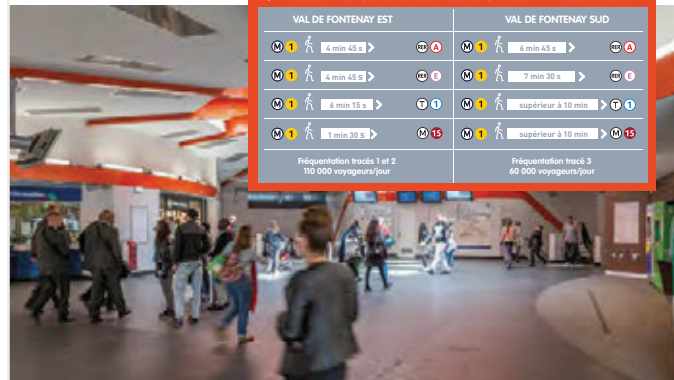 VAL DE FONTENAY EST VAL DE FONTENAY SUD
M 1 4 min 45 s RER A M 1 6 min 45 s RER A
M 1 4 min 45 s RER E M 1 7 min 30 s RER E
M 1 6 min 15 s T 1 M 1 supérieur à 10 min T 1
M 1 1 min 30 S M 15 M 1 supérieur à 10 min M 15
Fréquentation tracés 1 et 2 Fréquentation tracé 3
110 000 voyageurs/jour 60 000 voyageurs/jour